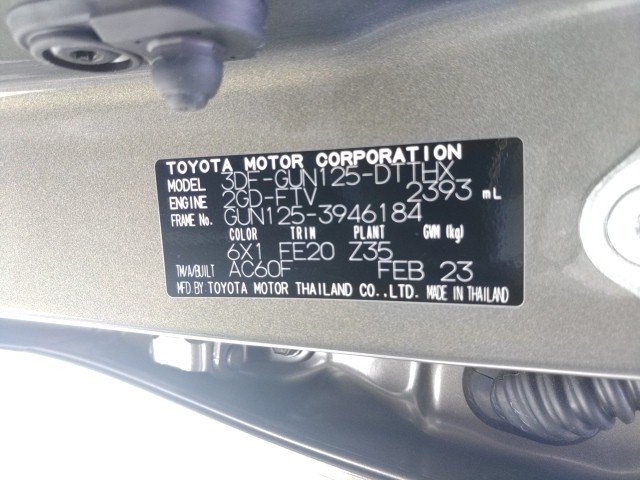 TOYOTA MOTOR CORPORATION
MODEL 3DF-GUN125-DTTHX
ENGINE 2GD-FTV 2393 mL
FRAME No. GUN125-3946184
COLOR TRIM PLANT GVM (kg)
6X1 FE20 Z35
TM/A/BUILT AC60F FEB 23
MFD BY TOYOTA MOTOR THAILAND CO.,LTD. MADE IN THAILAND